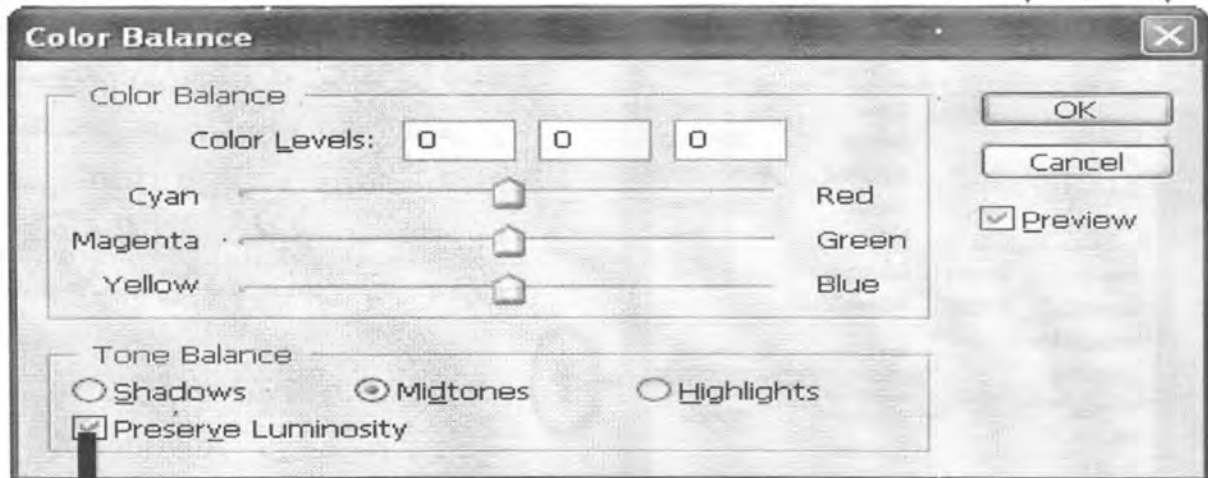 Color Balance
Color Balance
OK
Color Levels: 0 0 0
Cancel
Cyan Red
Preview
Magenta Green
Yellow Blue
Tone Balance
Shadows Midtones Highlights
Preserve Luminosity